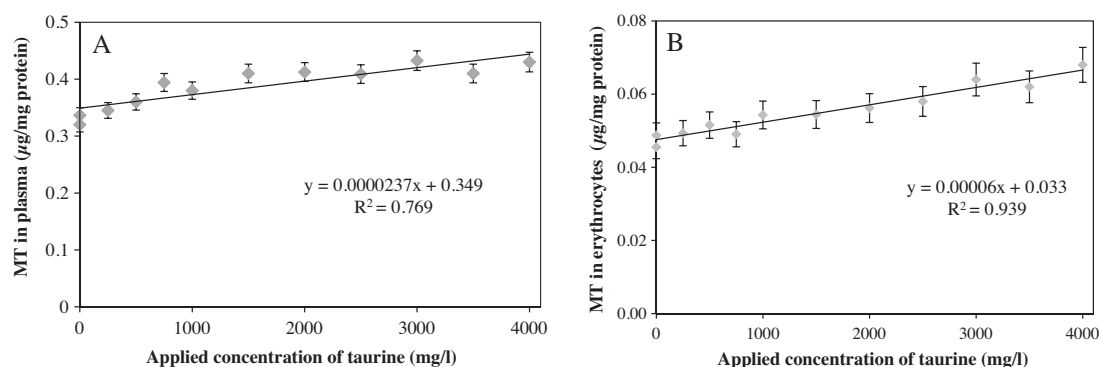 A
MT in plasma (µg/mg protein)
0.5
0.4
0.3
0.2
0.1
0
y = 0.0000237x + 0.349
R² = 0.769
0 1000 2000 3000 4000
Applied concentration of taurine (mg/l)
B
MT in erythrocytes (µg/mg protein)
0.08
0.06
0.04
0.02
0.00
y = 0.00006x + 0.033
R² = 0.939
0 1000 2000 3000 4000
Applied concentration of taurine (mg/l)